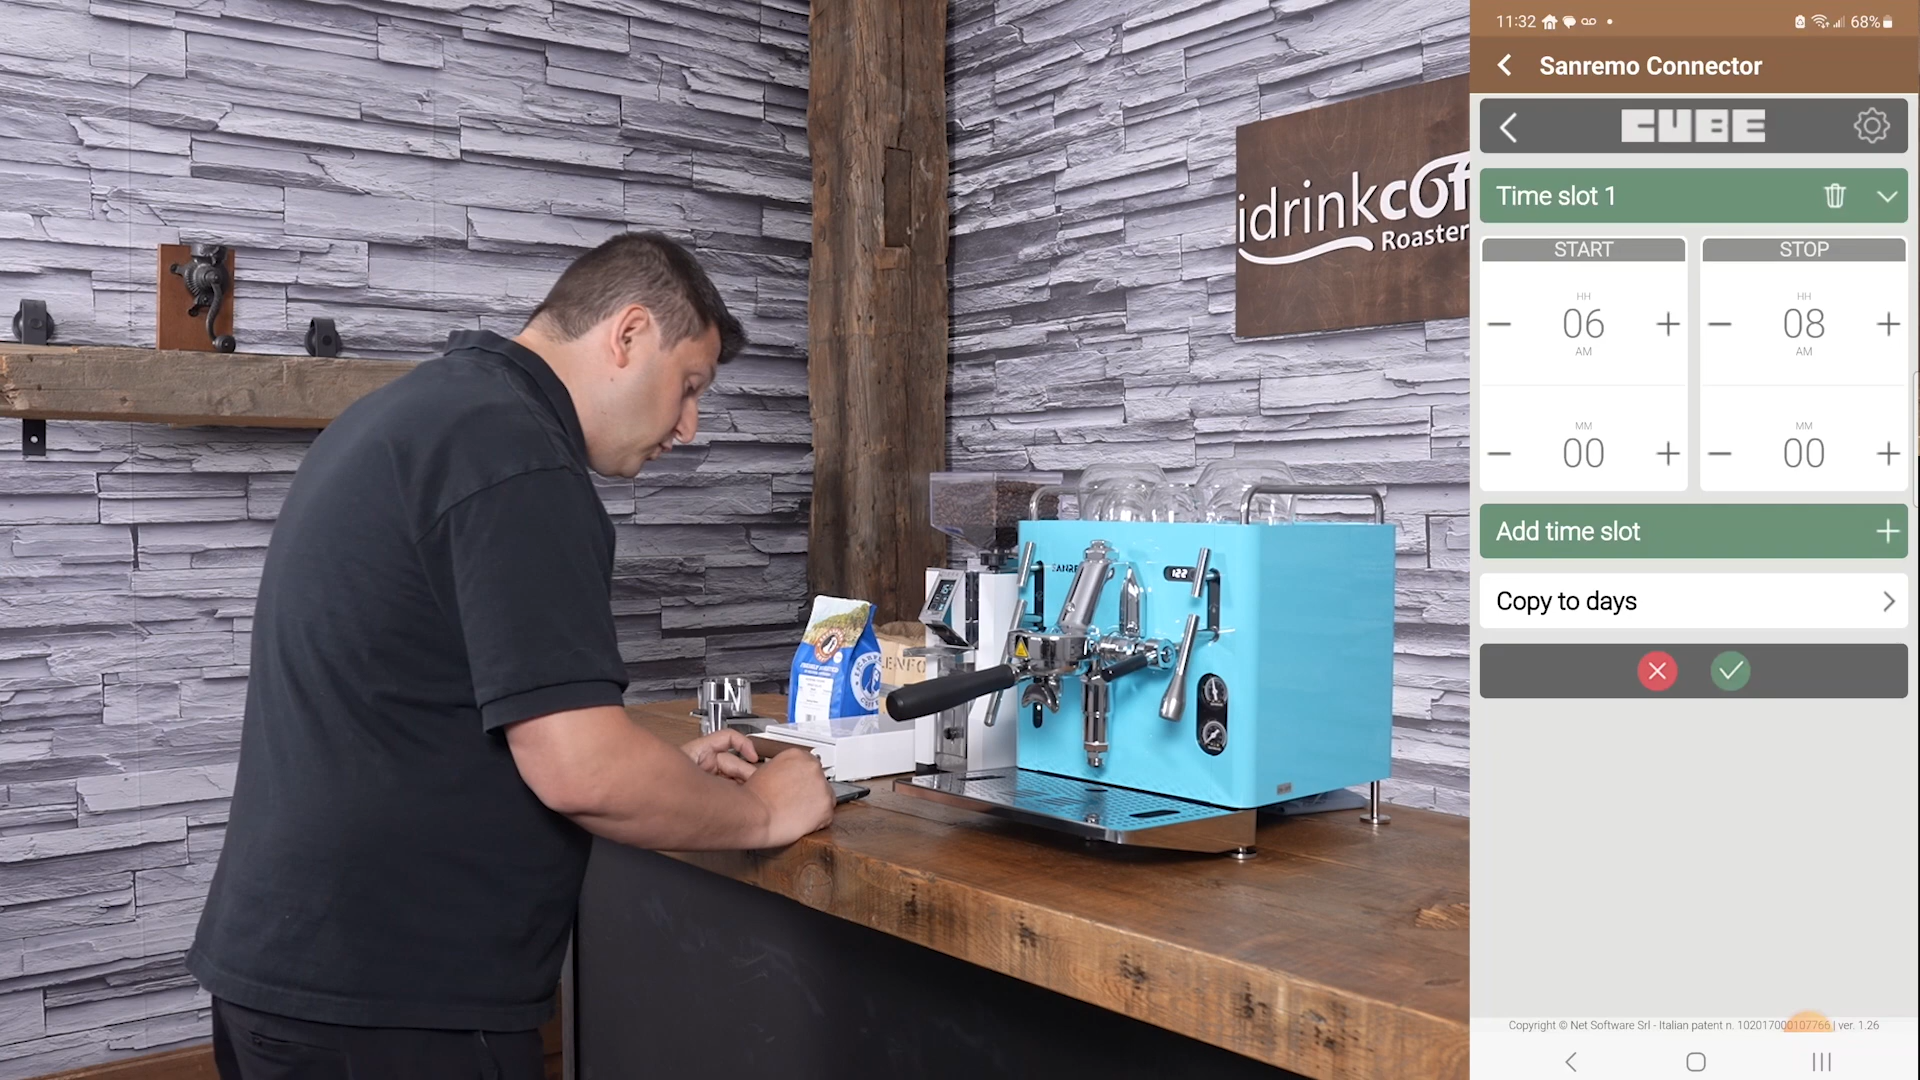 idrinkcof
Roaster
N
122
11:32
68%
Sanremo Connector
CUBE
Time slot 1
START
STOP
HH
HH
06
08
AM
AM
MM
MM
00
00
Add time slot
Copy to days
Copyright © Net Software Srl - Italian patent n. 102017000107766 | ver. 1.26